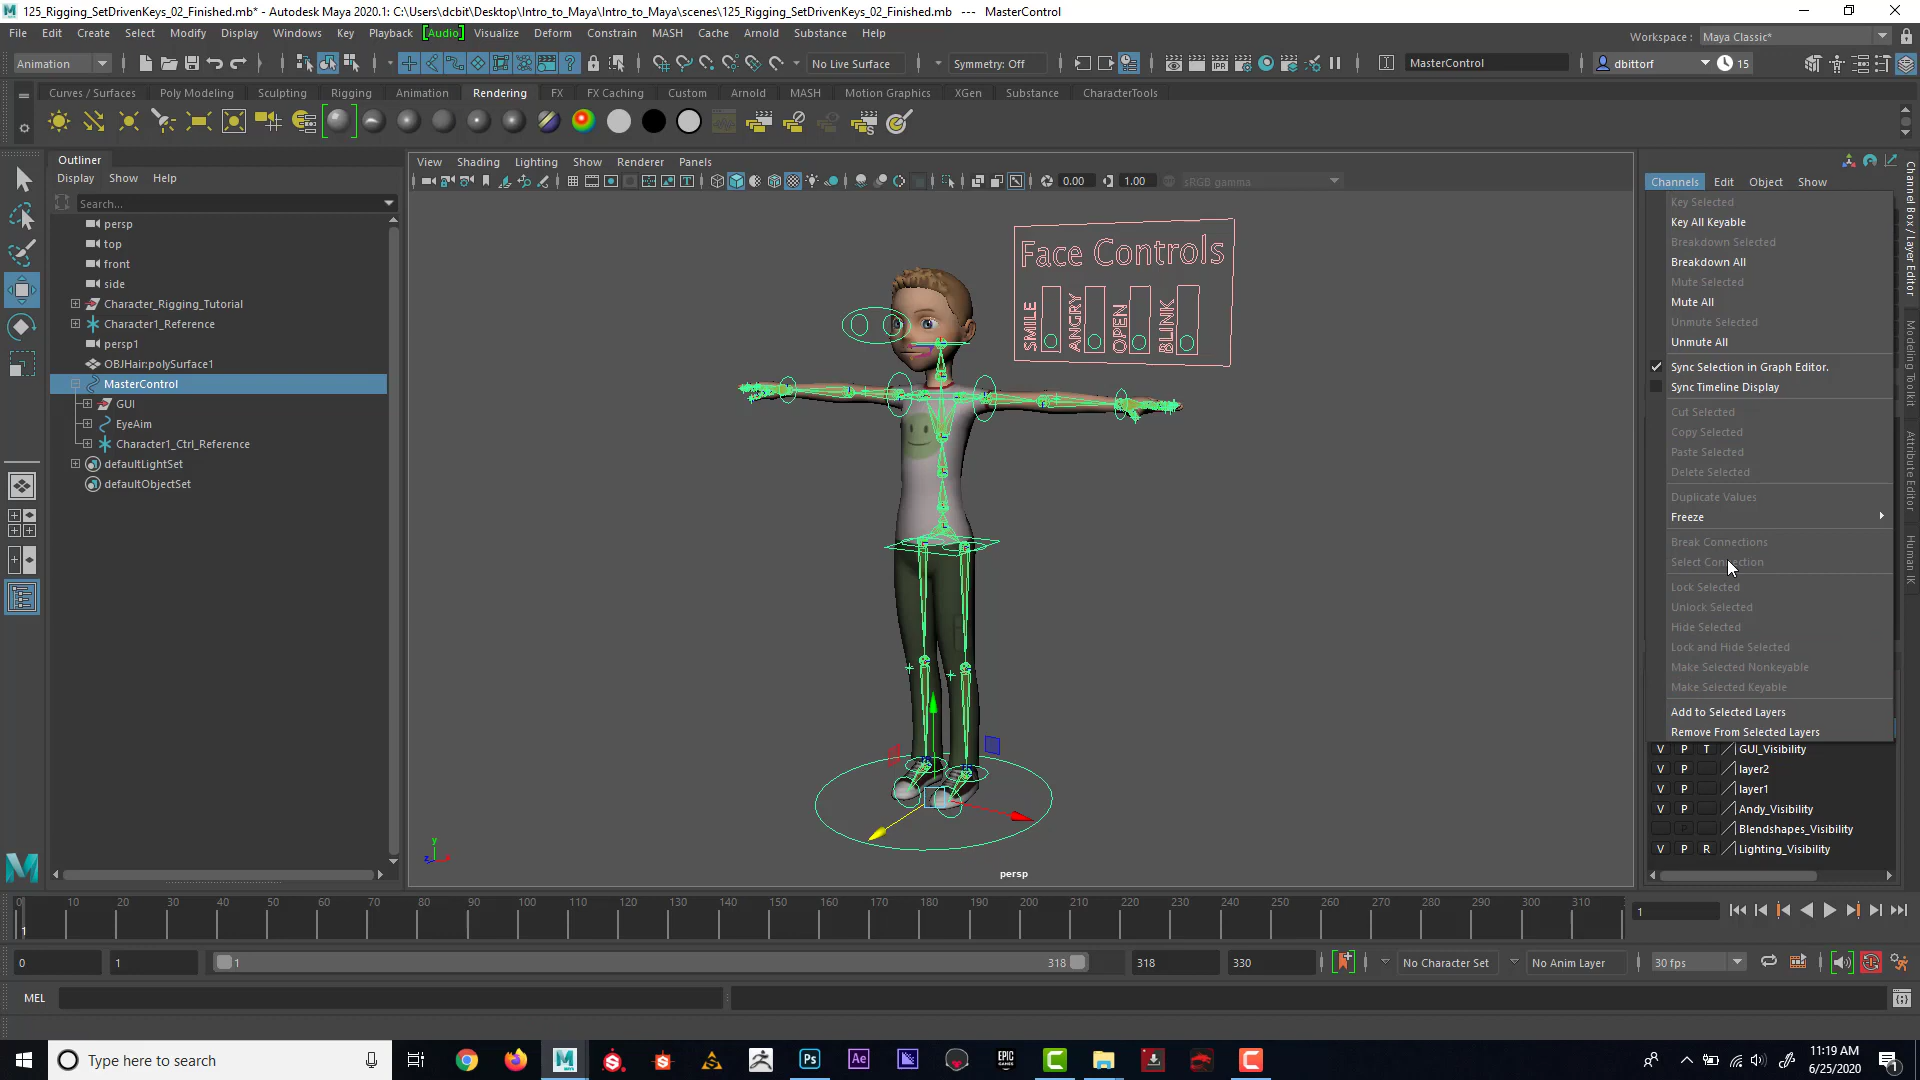 125_Rigging_SetDrivenKeys_02_Finished.mb* - Autodesk Maya 2020.1: C:\Users\dcbit\Desktop\Intro_to_Maya\Intro_to_Maya\scenes\125_Rigging_SetDrivenKeys_02_Finished.mb --- MasterControl
File Edit Create Select Modify Display Windows Key Playback [Audio] Visualize Deform Constrain MASH Cache Arnold Substance Help
Workspace : Maya Classic*
Animation No Live Surface Symmetry: Off MasterControl dbittorf 15
Curves / Surfaces Poly Modeling Sculpting Rigging Animation Rendering FX FX Caching Custom Arnold MASH Motion Graphics XGen Substance CharacterTools
Outliner
Display Show Help
Search...
persp
top
front
side
Character_Rigging_Tutorial
Character1_Reference
persp1
OBJHair:polySurface1
MasterControl
GUI
EyeAim
Character1_Ctrl_Reference
defaultLightSet
defaultObjectSet
View Shading Lighting Show Renderer Panels
0.00 1.00 sRGB gamma
Face Controls
SMILE
ANGRY
OPEN
BLINK
y
persp
Channels Edit Object Show
Key Selected
Key All Keyable
Breakdown Selected
Breakdown All
Mute Selected
Mute All
Unmute Selected
Unmute All
Sync Selection in Graph Editor.
Sync Timeline Display
Cut Selected
Copy Selected
Paste Selected
Delete Selected
Duplicate Values
Freeze
Break Connections
Select Connection
Lock Selected
Unlock Selected
Hide Selected
Lock and Hide Selected
Make Selected Nonkeyable
Make Selected Keyable
Add to Selected Layers
Remove From Selected Layers
V P T GUI_Visibility
V P layer2
V P layer1
V P Andy_Visibility
P Blendshapes_Visibility
V P R Lighting_Visibility
Channel Box / Layer Editor
Modeling Toolkit
Attribute Editor
Human IK
0 10 20 30 40 50 60 70 80 90 100 110 120 130 140 150 160 170 180 190 200 210 220 230 240 250 260 270 280 290 300 310
1
1
0 1 1 318 318 330 No Character Set No Anim Layer 30 fps
MEL
Type here to search
Ps Ae EPIC GAMES
11:19 AM
6/25/2020
1